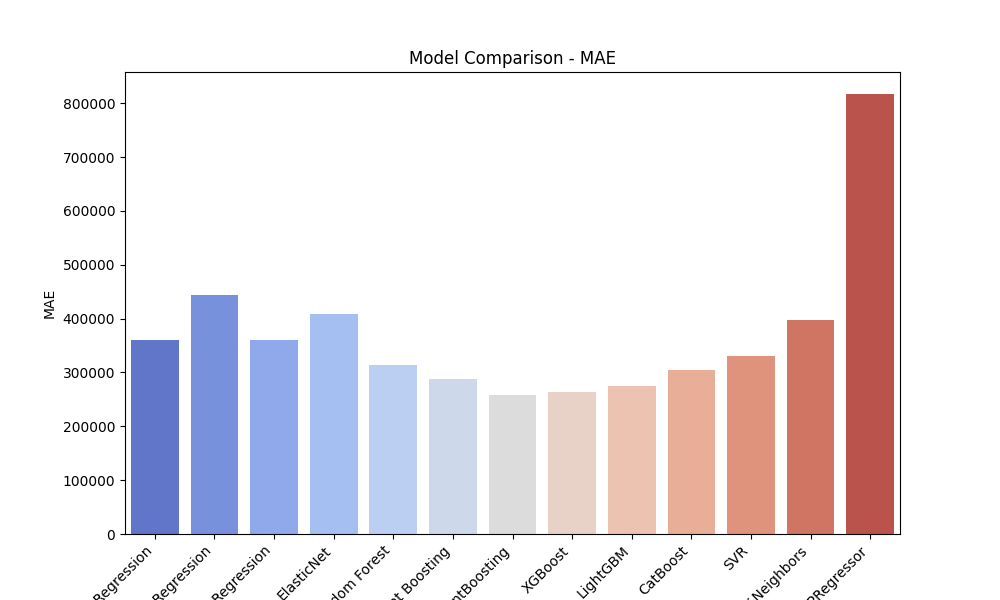 Model Comparison - MAE
MAE
800000
700000
600000
500000
400000
300000
200000
100000
0
Regression
Regression
Regression
ElasticNet
dom Forest
t Boosting
ntBoosting
XGBoost
LightGBM
CatBoost
SVR
Neighbors
PRegressor